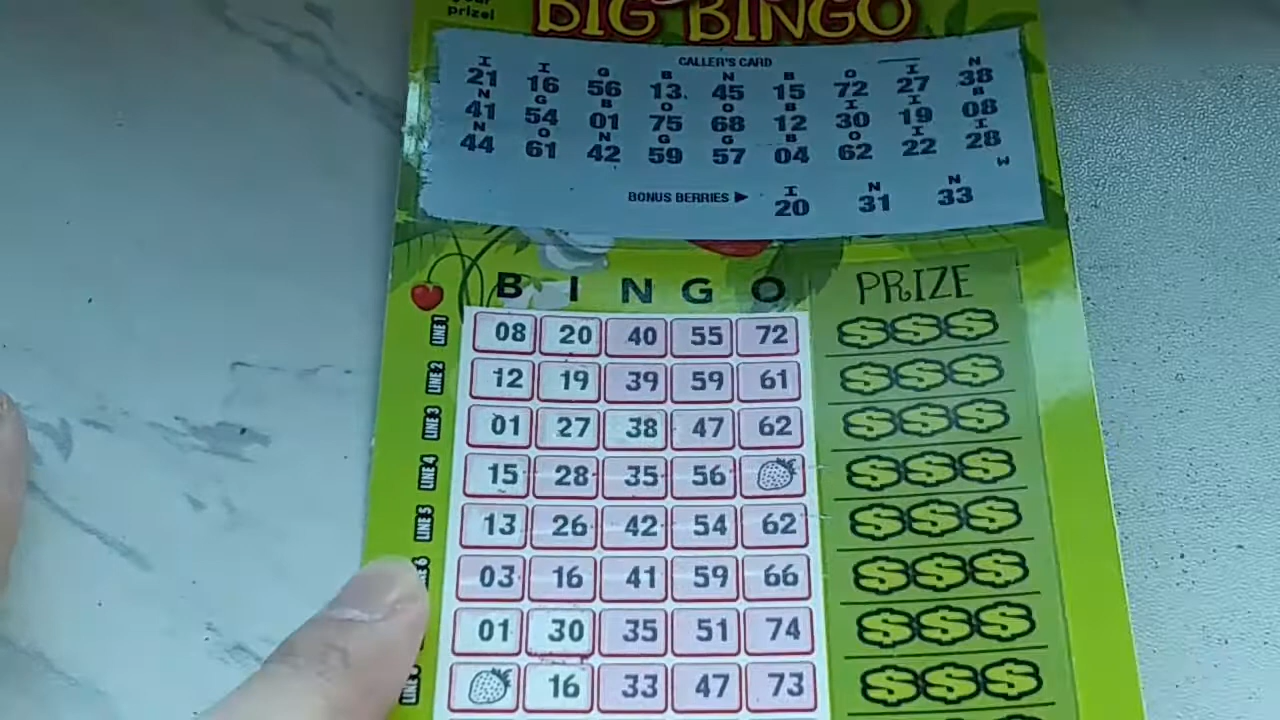 prize!
BIG BINGO
CALLER'S CARD
I I G B N B O I N
21 16 56 13 45 15 72 27 38
N G B O O B I I B
41 54 01 75 68 12 30 19 08
N O N G G B O I I
44 61 42 59 57 04 62 22 28
W
I N N
BONUS BERRIES 20 31 33
B I N G O PRIZE
LINE 1 08 20 40 55 72 $$$
LINE 2 12 19 39 59 61 $$$
LINE 3 01 27 38 47 62 $$$
LINE 4 15 28 35 56 $$$
LINE 5 13 26 42 54 62 $$$
6 03 16 41 59 66 $$$
01 30 35 51 74 $$$
16 33 47 73 $$$